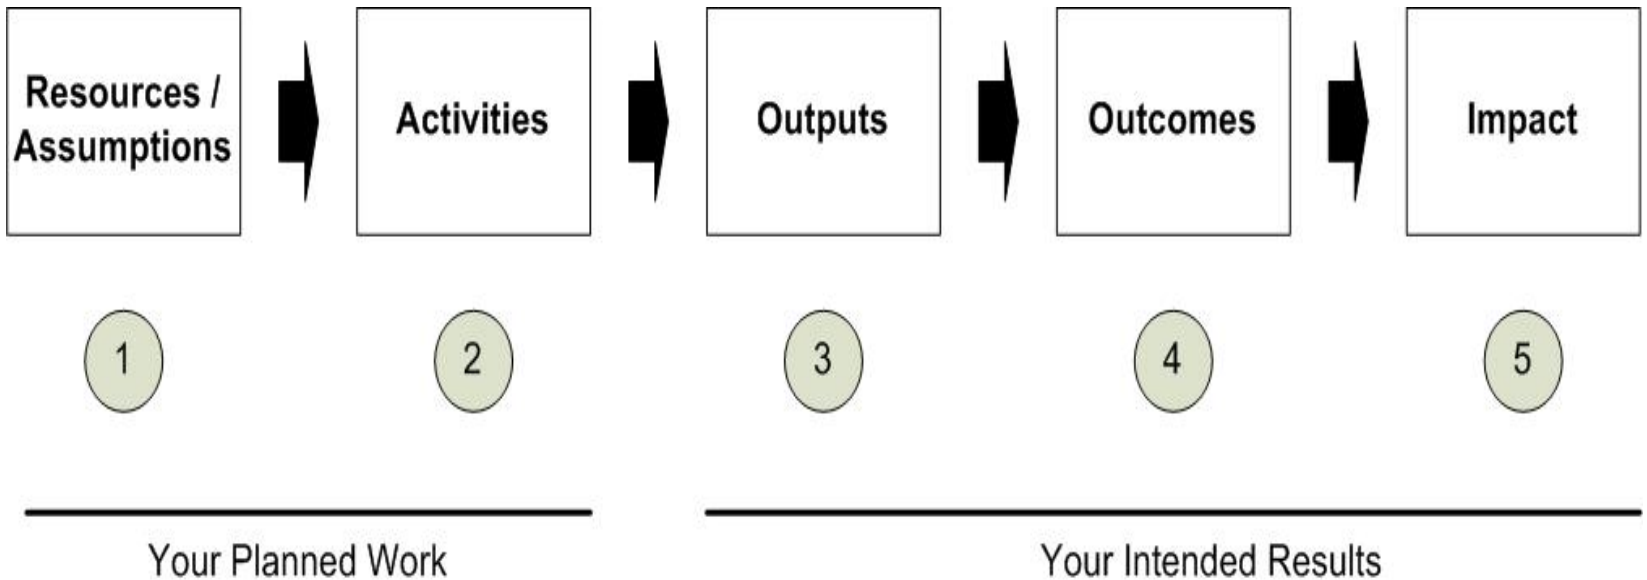 Resources /
Assumptions
Activities
Outputs
Outcomes
Impact
1
2
3
4
5
Your Planned Work
Your Intended Results